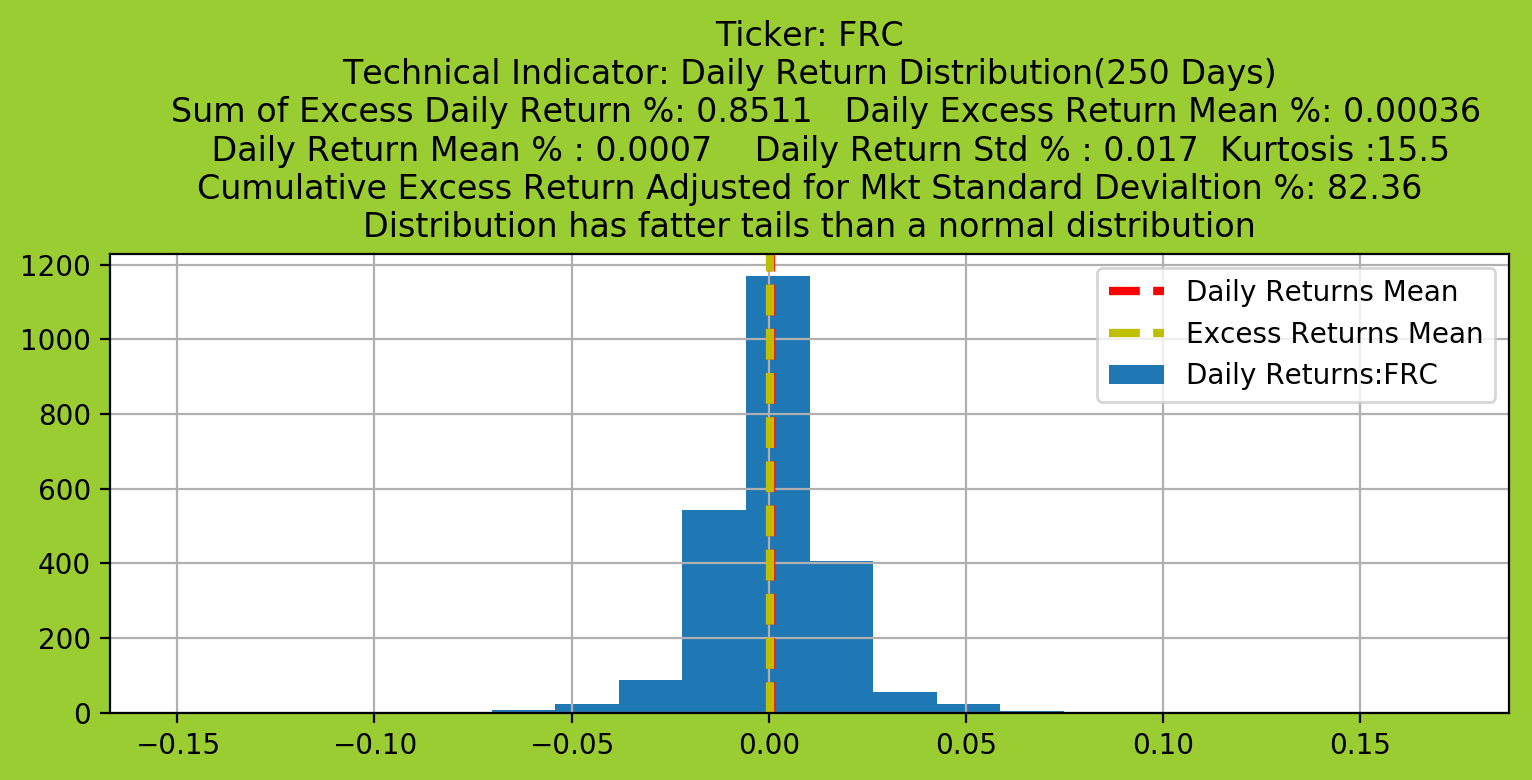 Ticker: FRC
Technical Indicator: Daily Return Distribution(250 Days)
Sum of Excess Daily Return %: 0.8511   Daily Excess Return Mean %: 0.00036
Daily Return Mean % : 0.0007    Daily Return Std % : 0.017  Kurtosis :15.5
Cumulative Excess Return Adjusted for Mkt Standard Devialtion %: 82.36
Distribution has fatter tails than a normal distribution
1200
1000
800
600
400
200
0
Daily Returns Mean
Excess Returns Mean
Daily Returns:FRC
−0.15 −0.10 −0.05 0.00 0.05 0.10 0.15